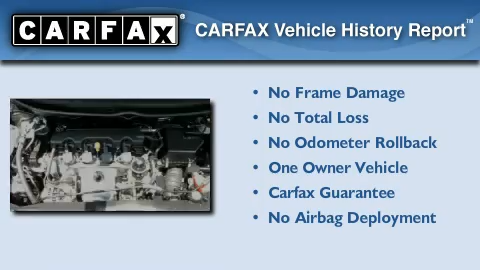 CARFAX® CARFAX Vehicle History Report™
• No Frame Damage
• No Total Loss
• No Odometer Rollback
• One Owner Vehicle
• Carfax Guarantee
• No Airbag Deployment